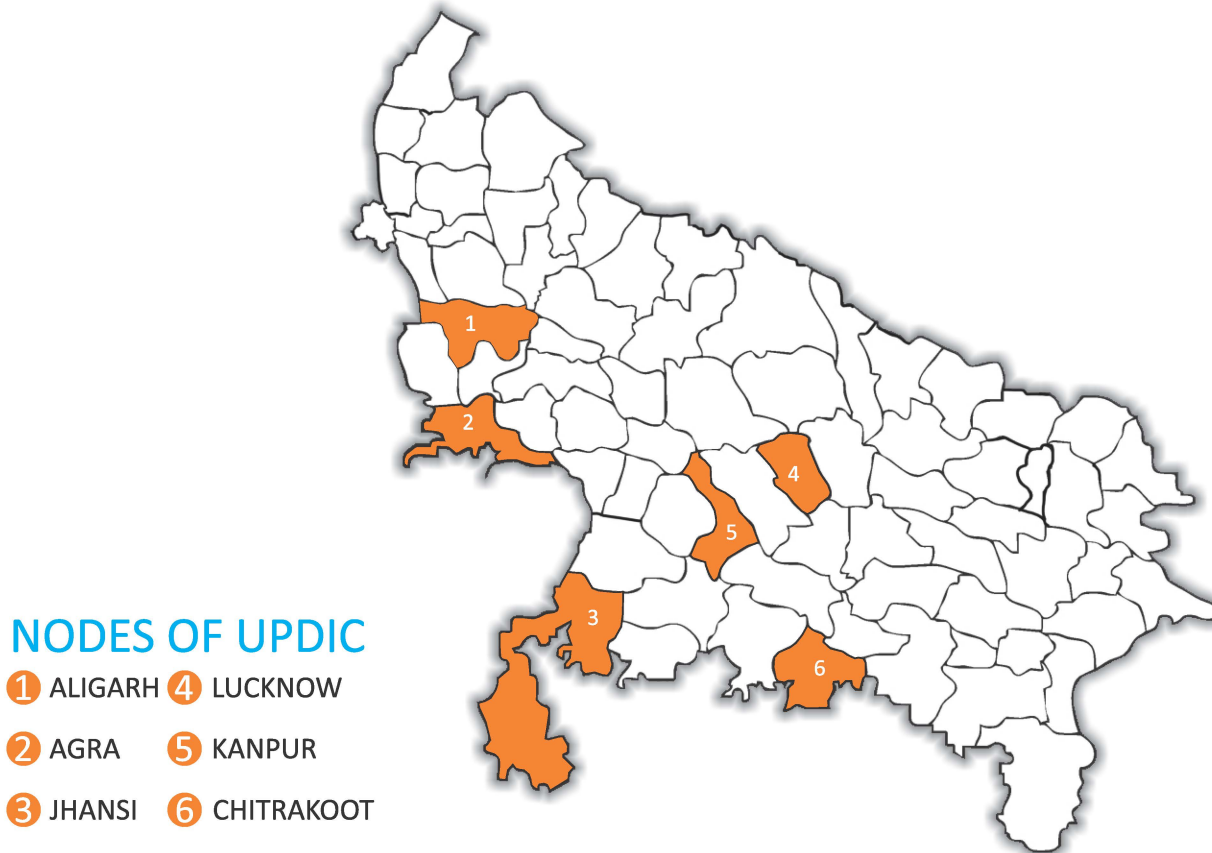 1
2
4
5
3
6
NODES OF UPDIC
1 ALIGARH 4 LUCKNOW
2 AGRA 5 KANPUR
3 JHANSI 6 CHITRAKOOT